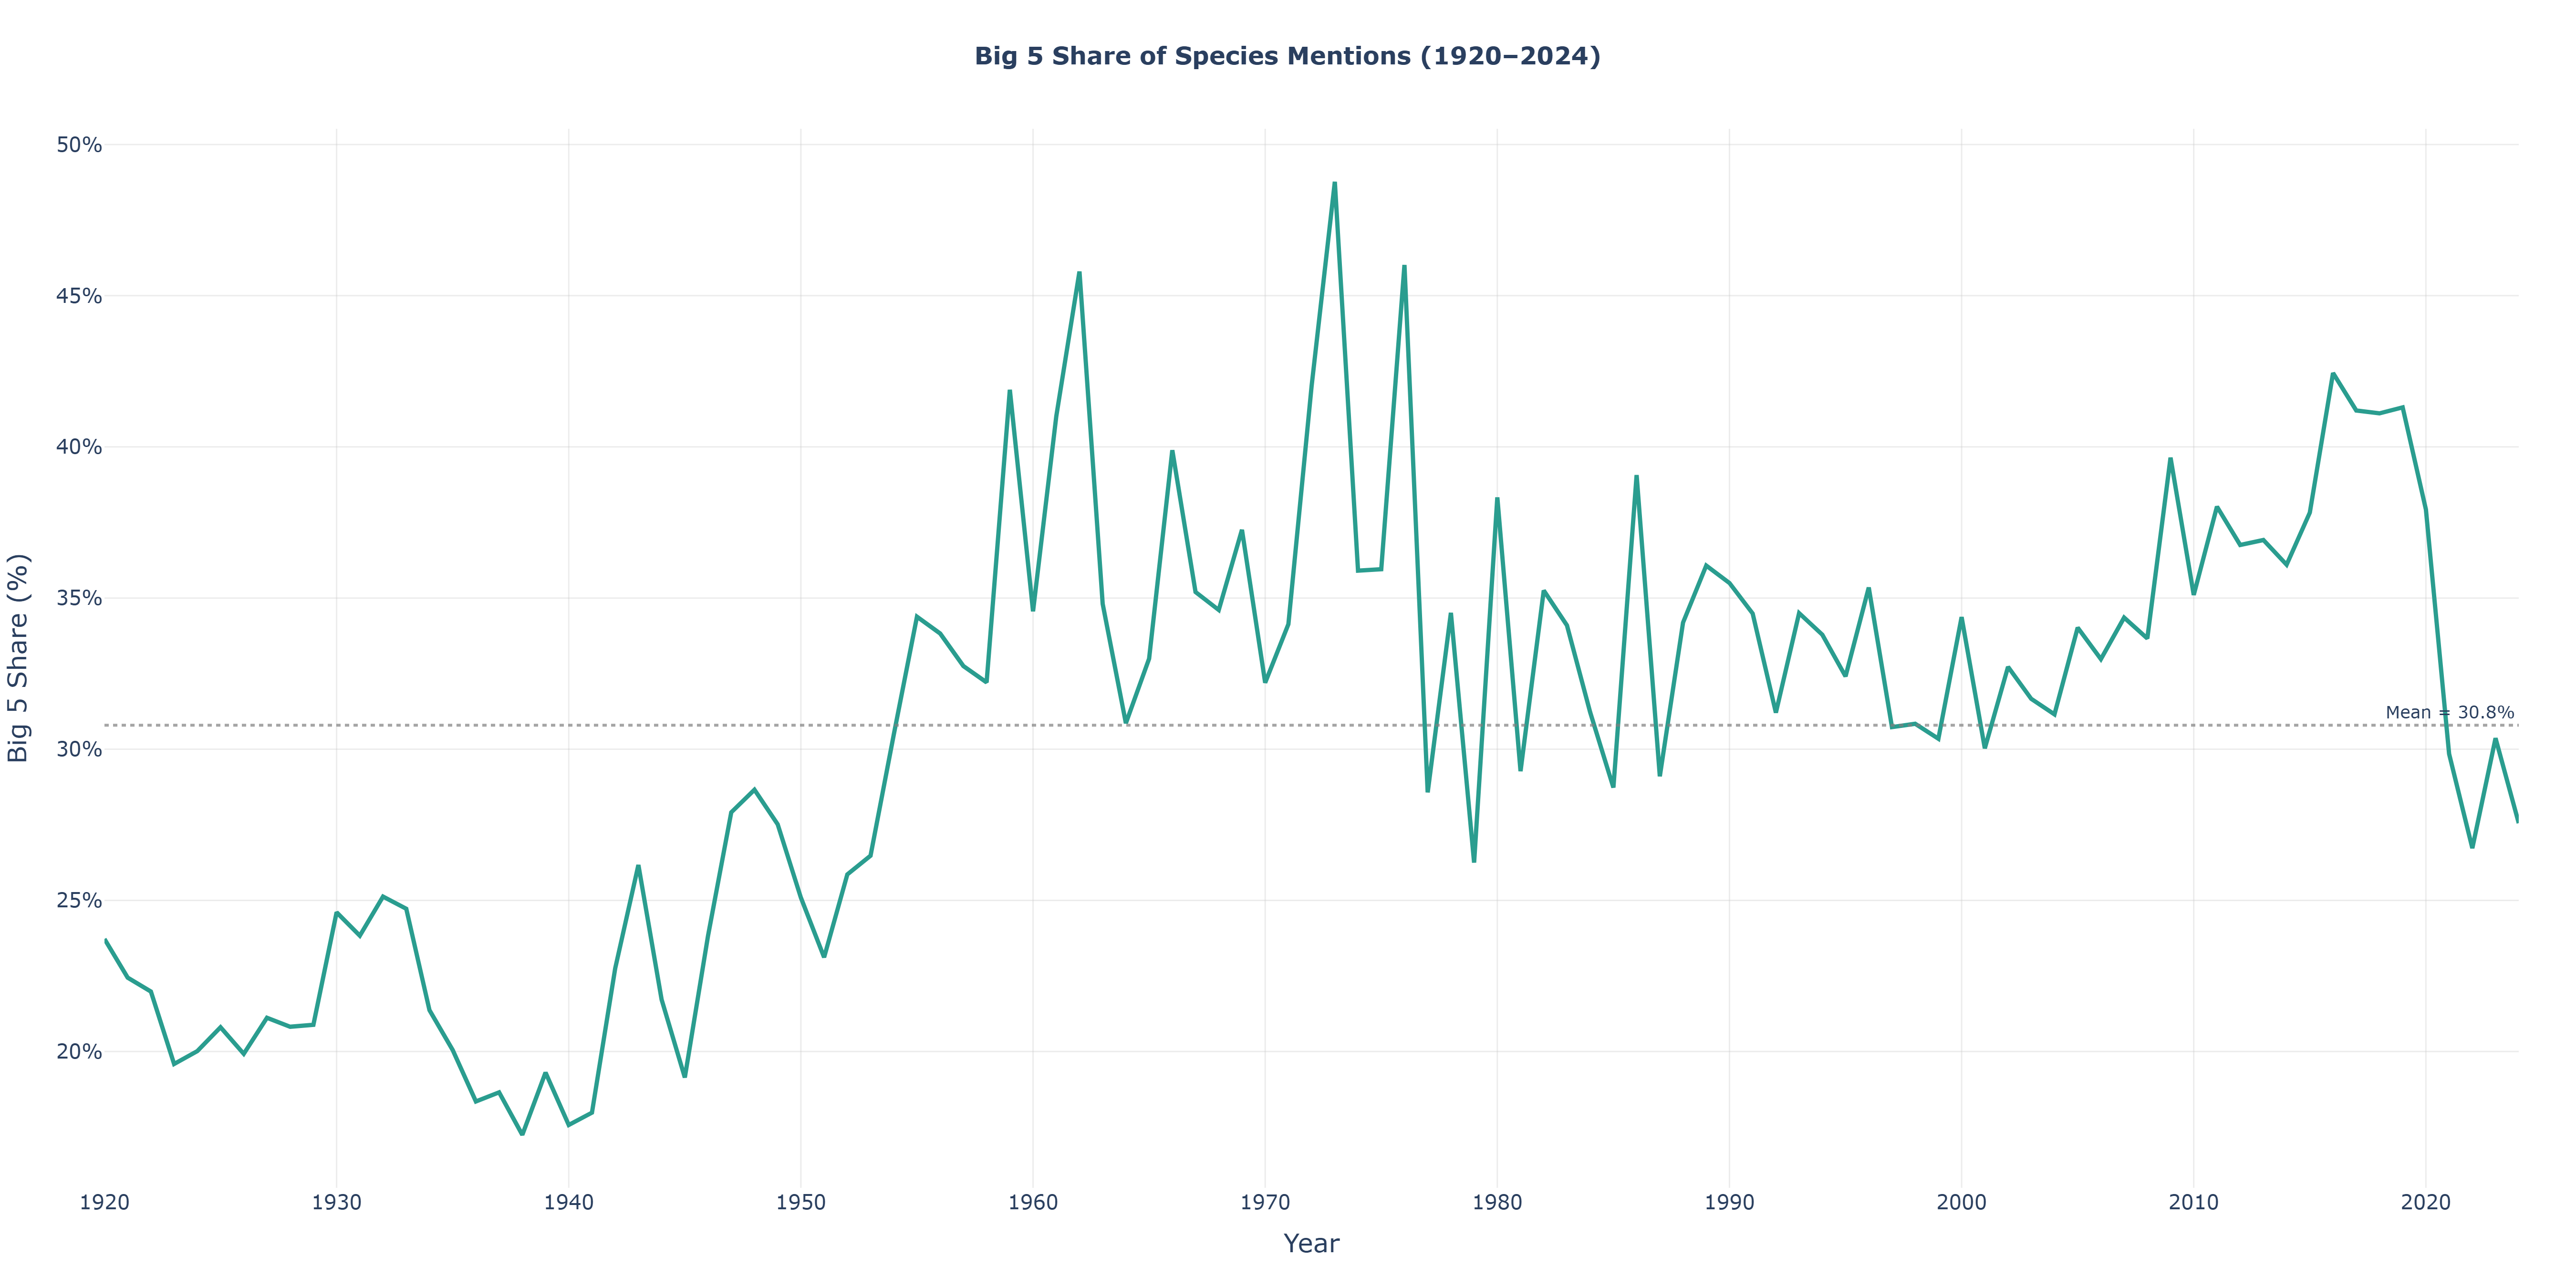 Big 5 Share of Species Mentions (1920–2024)
Big 5 Share (%)
50%
45%
40%
35%
30%
25%
20%
Mean = 30.8%
1920 1930 1940 1950 1960 1970 1980 1990 2000 2010 2020
Year